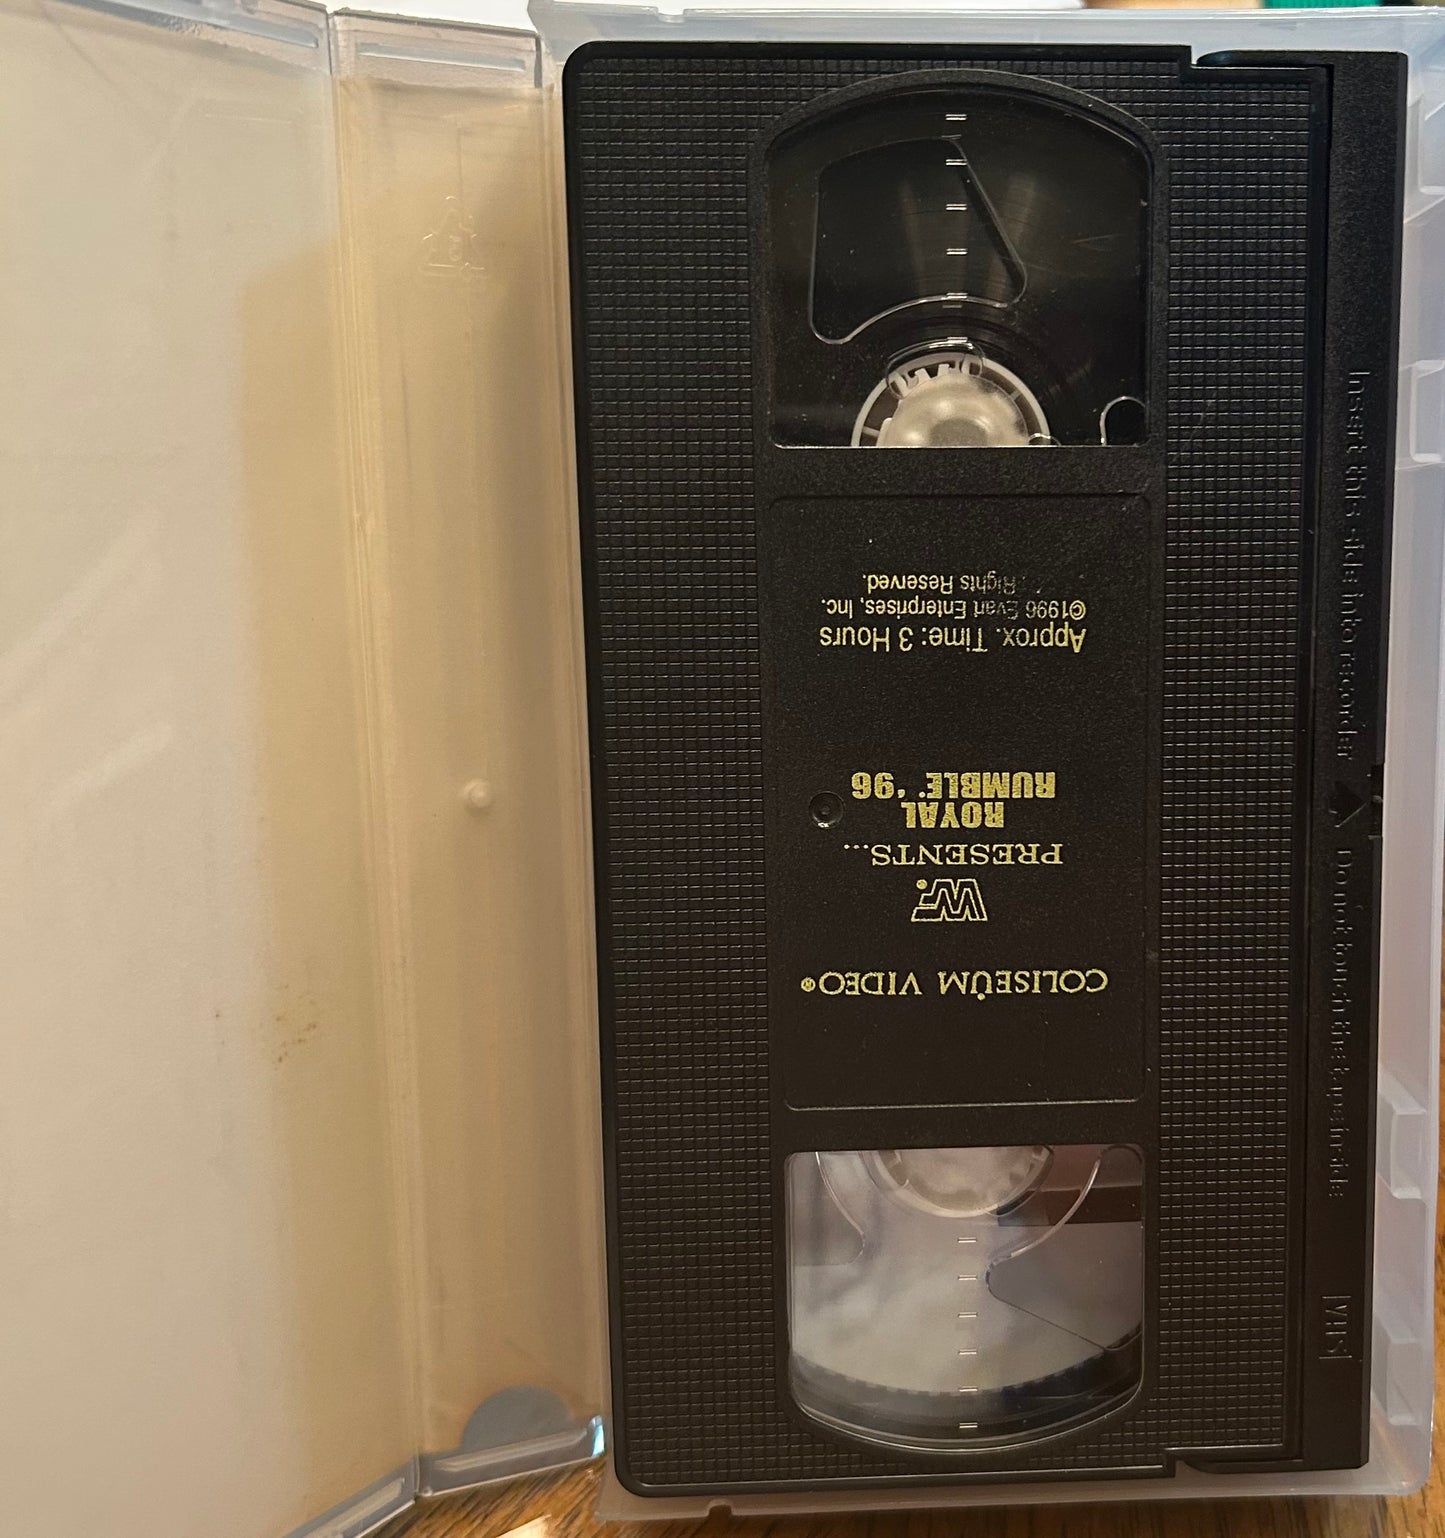 COLISEUM VIDEO®
WF®
PRESENTS...
ROYAL
RUMBLE® '96
Approx. Time: 3 Hours
©1996 Evart Enterprises, Inc.
Rights Reserved.
Insert this side into recorder
Do not touch the tape inside
VHS